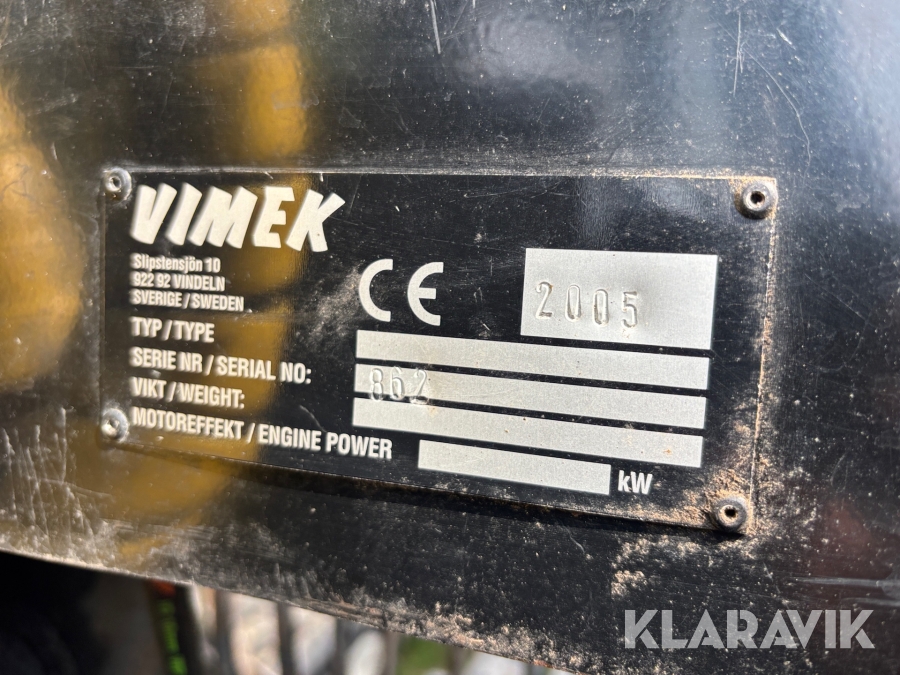 VIMEK
Slipstensjön 10
922 92 VINDELN
SVERIGE / SWEDEN
CE
2005
TYP / TYPE
SERIE NR / SERIAL NO:
862
VIKT / WEIGHT:
MOTOREFFEKT / ENGINE POWER
kW
KLARAVIK